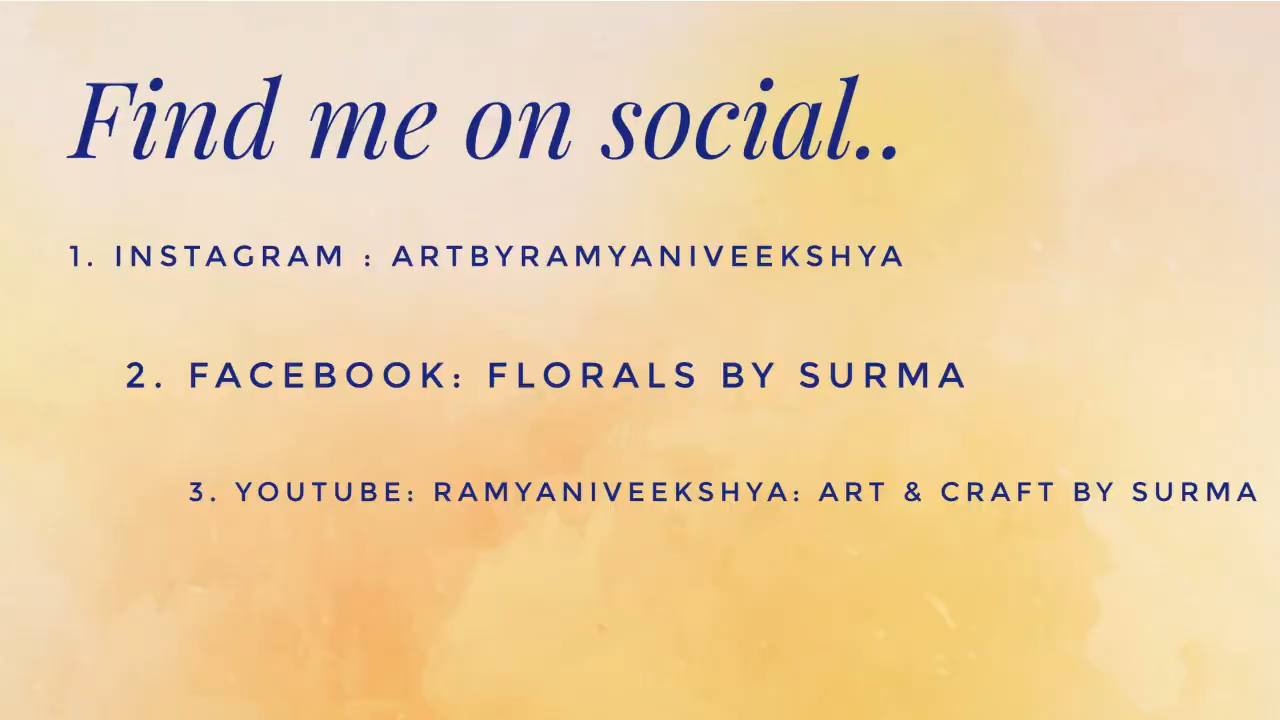 Find me on social..
1. INSTAGRAM : ARTBYRAMYANIVEEKSHYA
2. FACEBOOK: FLORALS BY SURMA
3. YOUTUBE: RAMYANIVEEKSHYA: ART & CRAFT BY SURMA